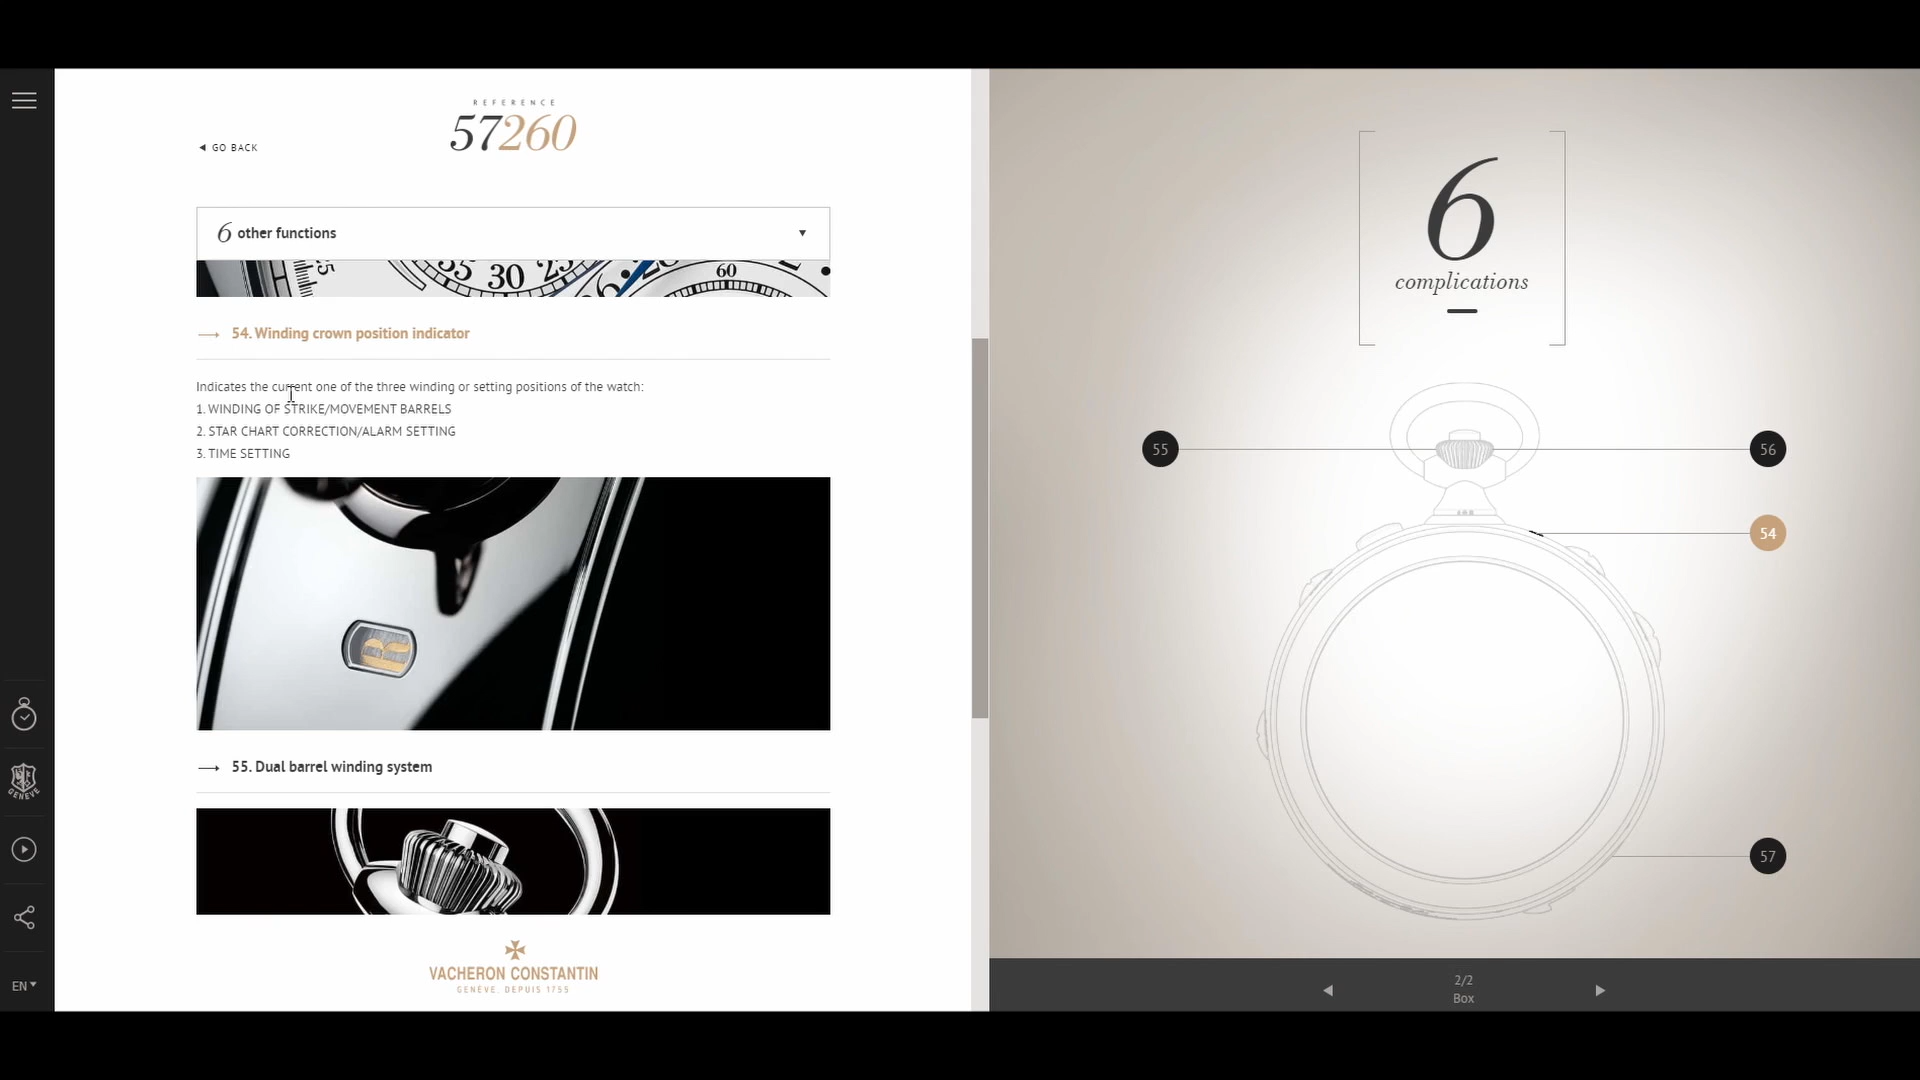 REFERENCE
57260
GO BACK
6 other functions
35 30 25
60
54. Winding crown position indicator
Indicates the current one of the three winding or setting positions of the watch:
1. WINDING OF STRIKE/MOVEMENT BARRELS
2. STAR CHART CORRECTION/ALARM SETTING
3. TIME SETTING
55. Dual barrel winding system
VACHERON CONSTANTIN
GENÈVE, DEPUIS 1755
GENEVE
EN
6
complications
55
56
54
57
2/2
Box